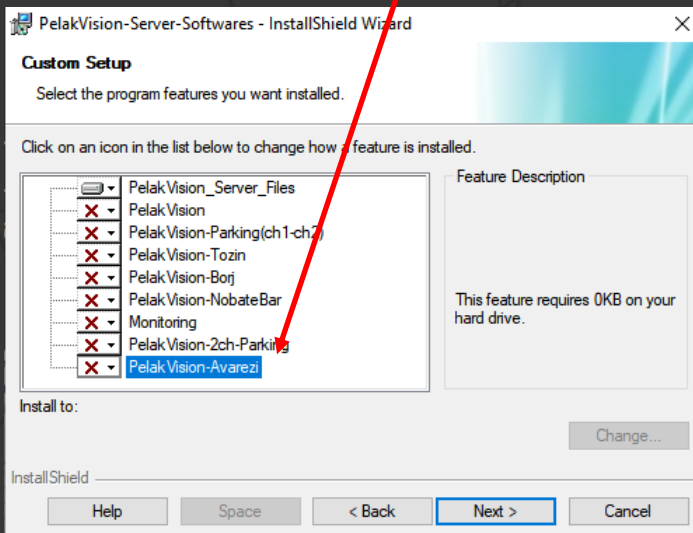 PelakVision-Server-Softwares - InstallShield Wizard
Custom Setup
Select the program features you want installed.
Click on an icon in the list below to change how a feature is installed.
PelakVision_Server_Files
PelakVision
PelakVision-Parking(ch1-ch2)
PelakVision-Tozin
PelakVision-Borj
PelakVision-NobateBar
Monitoring
PelakVision-2ch-Parking
PelakVision-Avarezi
Feature Description
This feature requires 0KB on your
hard drive.
Install to:
Change...
InstallShield
Help
Space
< Back
Next >
Cancel